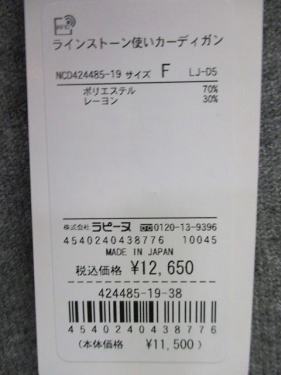 ラインストーン使いカーディガン
NCD424485-19 サイズ F LJ-D5
ポリエステル 70%
レーヨン 30%
株式会社 ラピーヌ 0120-13-9396
4540240438776 10045
MADE IN JAPAN
税込価格 ¥12,650
424485-19-38
4540240438776
(本体価格 ¥11,500)